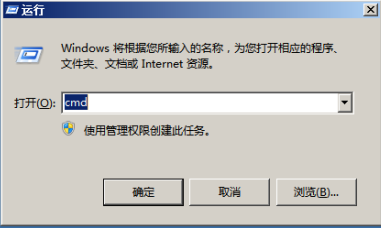 运行
Windows 将根据您所输入的名称，为您打开相应的程序、
文件夹、文档或 Internet 资源。
打开(O): cmd
使用管理权限创建此任务。
确定 取消 浏览(B)...